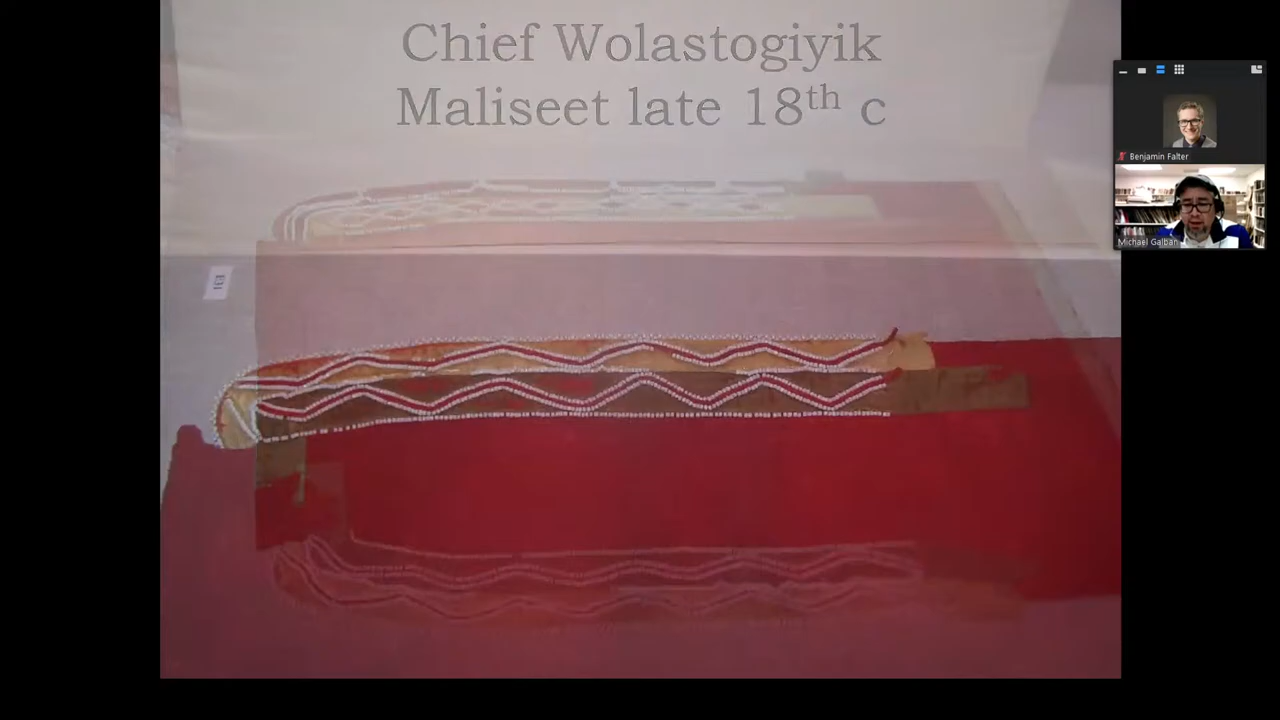 Chief Wolastogiyik
Maliseet late 18th c
Benjamin Falter
Michael Galban